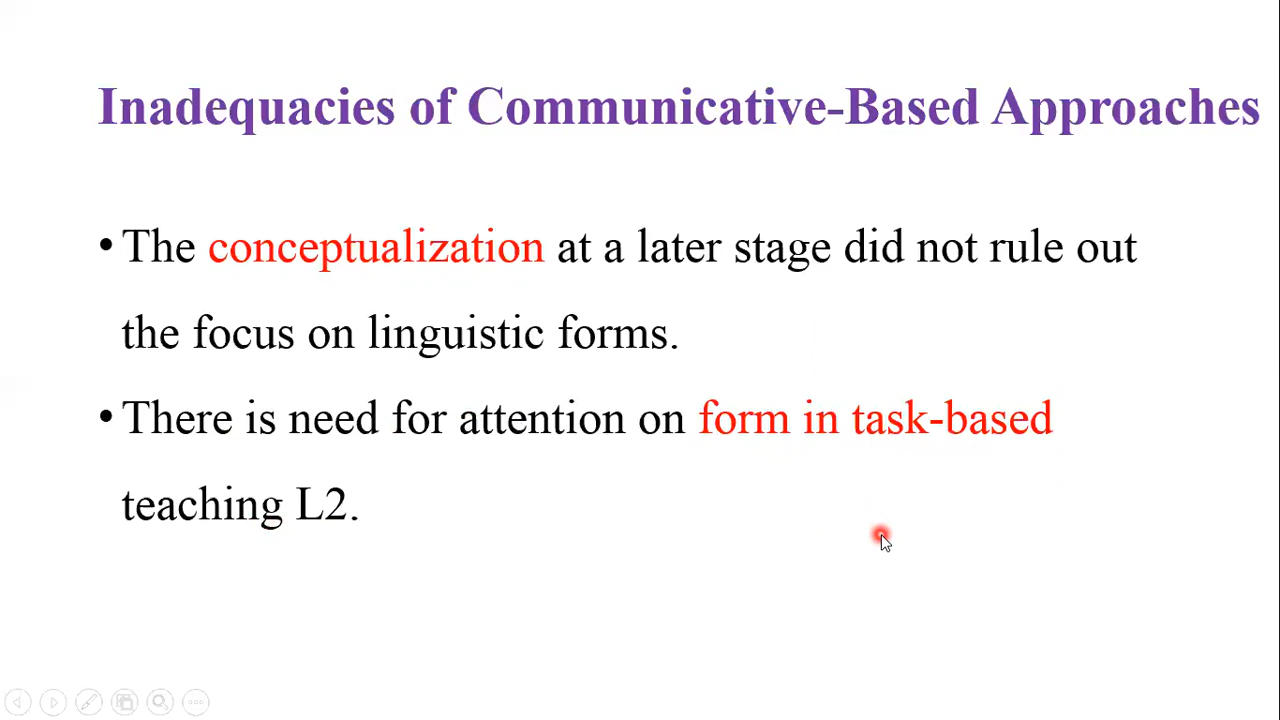 Inadequacies of Communicative-Based Approaches
• The conceptualization at a later stage did not rule out
the focus on linguistic forms.
• There is need for attention on form in task-based
teaching L2.